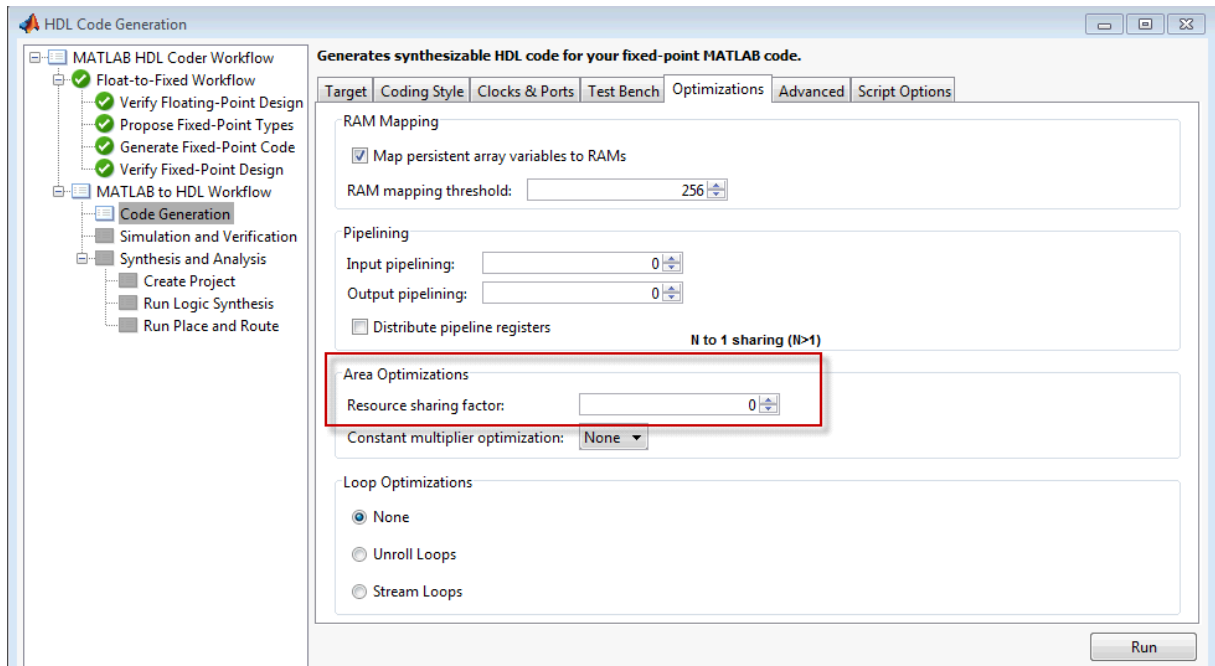 HDL Code Generation
MATLAB HDL Coder Workflow
Float-to-Fixed Workflow
Verify Floating-Point Design
Propose Fixed-Point Types
Generate Fixed-Point Code
Verify Fixed-Point Design
MATLAB to HDL Workflow
Code Generation
Simulation and Verification
Synthesis and Analysis
Create Project
Run Logic Synthesis
Run Place and Route
Generates synthesizable HDL code for your fixed-point MATLAB code.
Target Coding Style Clocks & Ports Test Bench Optimizations Advanced Script Options
RAM Mapping
Map persistent array variables to RAMs
RAM mapping threshold: 256
Pipelining
Input pipelining: 0
Output pipelining: 0
Distribute pipeline registers
N to 1 sharing (N>1)
Area Optimizations
Resource sharing factor: 0
Constant multiplier optimization: None
Loop Optimizations
None
Unroll Loops
Stream Loops
Run